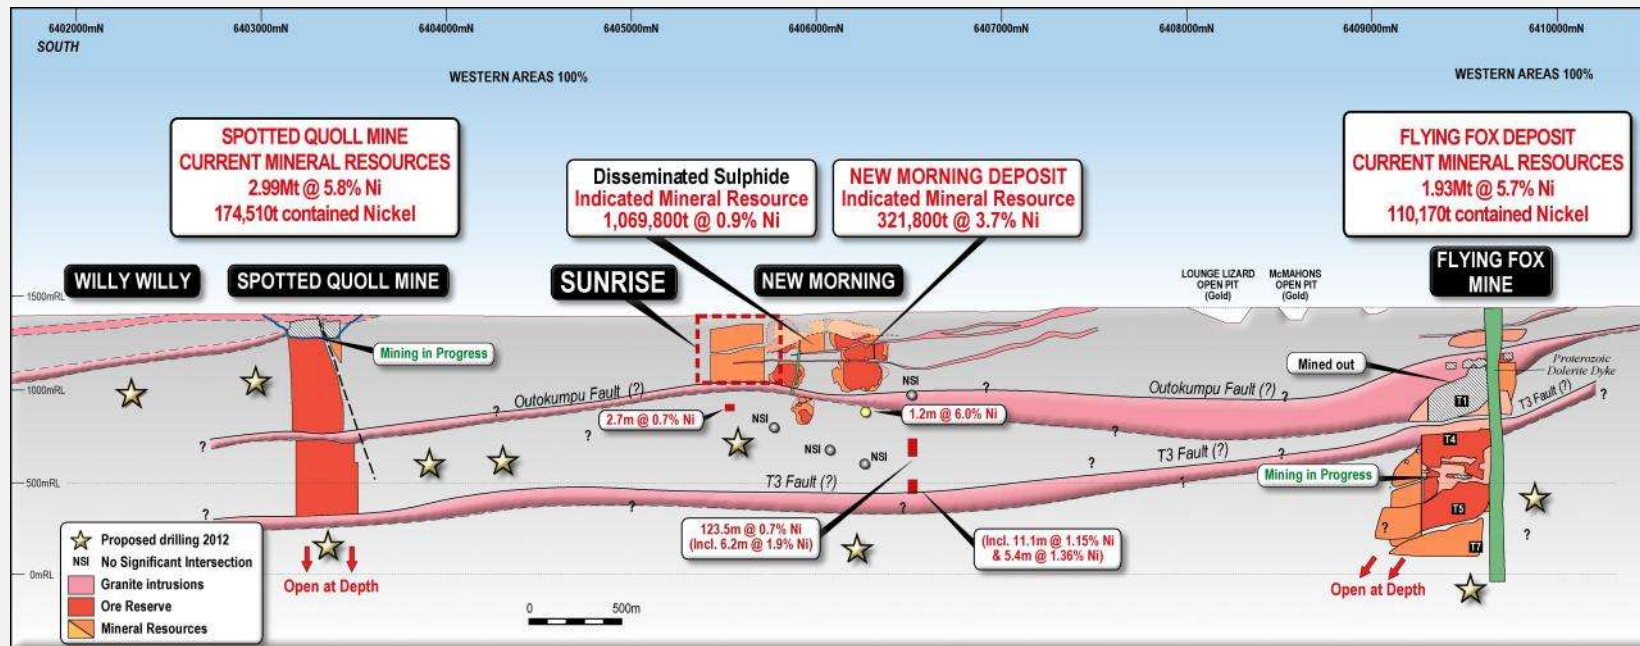 6402000mN
6403000mN
6404000mN
6405000mN
6406000mN
6407000mN
6408000mN
6409000mN
6410000mN
SOUTH
WESTERN AREAS 100%
WESTERN AREAS 100%
SPOTTED QUOLL MINE
CURRENT MINERAL RESOURCES
2.99Mt @ 5.8% Ni
174,510t contained Nickel
Disseminated Sulphide
Indicated Mineral Resource
1,069,800t @ 0.9% Ni
NEW MORNING DEPOSIT
Indicated Mineral Resource
321,800t @ 3.7% Ni
FLYING FOX DEPOSIT
CURRENT MINERAL RESOURCES
1.93Mt @ 5.7% Ni
110,170t contained Nickel
WILLY WILLY
SPOTTED QUOLL MINE
SUNRISE
NEW MORNING
LOUNGE LIZARD
OPEN PIT
(Gold)
McMAHONS
OPEN PIT
(Gold)
FLYING FOX
MINE
1500mRL
Mining in Progress
Mined out
Proterozoic
Dolerite Dyke
1000mRL
Outokumpu Fault (?)
NSI
?
Outokumpu Fault (?)
?
T1
T3 Fault (?)
?
2.7m @ 0.7% Ni
NSI
1.2m @ 6.0% Ni
?
?
?
?
T4
NSI
NSI
T3 Fault (?)
?
?
Mining in Progress
500mRL
T3 Fault (?)
?
?
?
?
?
T5
?
?
T7
123.5m @ 0.7% Ni
(Incl. 6.2m @ 1.9% Ni)
(Incl. 11.1m @ 1.15% Ni
& 5.4m @ 1.36% Ni)
Proposed drilling 2012
NSI No Significant Intersection
Granite intrusions
Ore Reserve
Mineral Resources
0mRL
Open at Depth
Open at Depth
0 500m